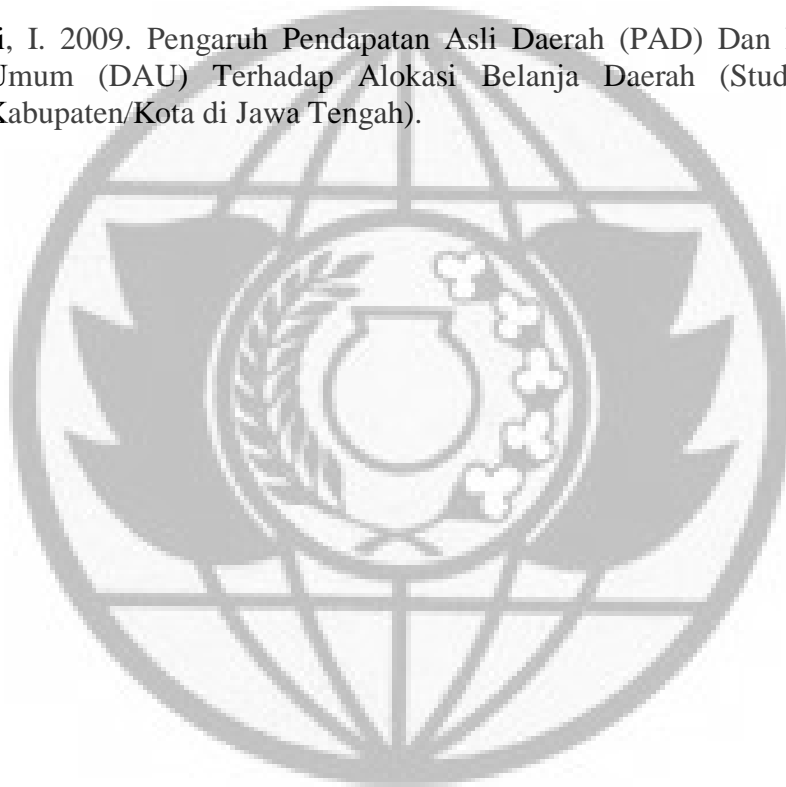 i, I. 2009. Pengaruh Pendapatan Asli Daerah (PAD) Dan
Umum (DAU) Terhadap Alokasi Belanja Daerah (Stud
Kabupaten/Kota di Jawa Tengah).